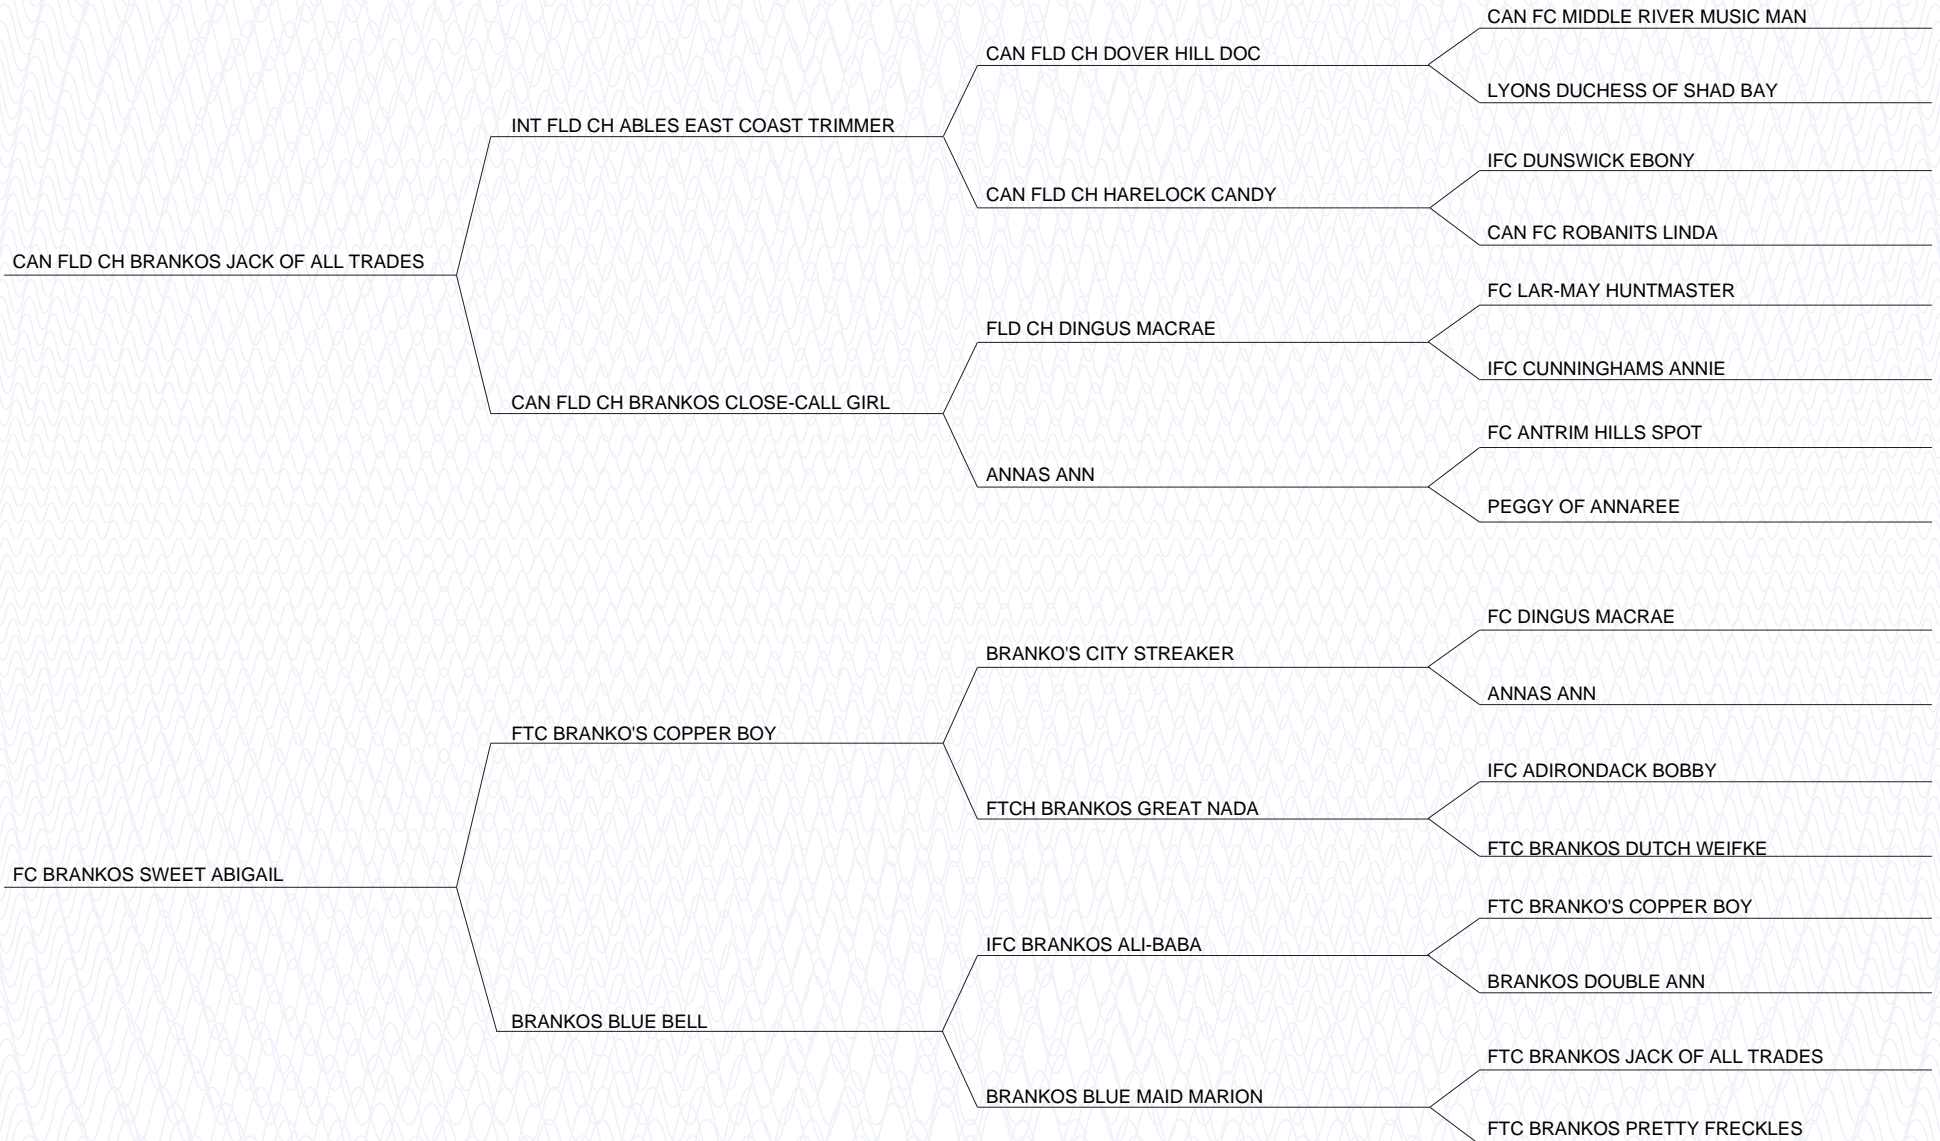 CAN FC MIDDLE RIVER MUSIC MAN
CAN FLD CH DOVER HILL DOC
LYONS DUCHESS OF SHAD BAY
INT FLD CH ABLES EAST COAST TRIMMER
IFC DUNSWICK EBONY
CAN FLD CH HARELOCK CANDY
CAN FC ROBANITS LINDA
CAN FLD CH BRANKOS JACK OF ALL TRADES
FC LAR-MAY HUNTMASTER
FLD CH DINGUS MACRAE
IFC CUNNINGHAMS ANNIE
CAN FLD CH BRANKOS CLOSE-CALL GIRL
FC ANTRIM HILLS SPOT
ANNAS ANN
PEGGY OF ANNAREE
FC DINGUS MACRAE
BRANKO'S CITY STREAKER
ANNAS ANN
FTC BRANKO'S COPPER BOY
IFC ADIRONDACK BOBBY
FTCH BRANKOS GREAT NADA
FTC BRANKOS DUTCH WEIFKE
FC BRANKOS SWEET ABIGAIL
FTC BRANKO'S COPPER BOY
IFC BRANKOS ALI-BABA
BRANKOS DOUBLE ANN
BRANKOS BLUE BELL
FTC BRANKOS JACK OF ALL TRADES
BRANKOS BLUE MAID MARION
FTC BRANKOS PRETTY FRECKLES